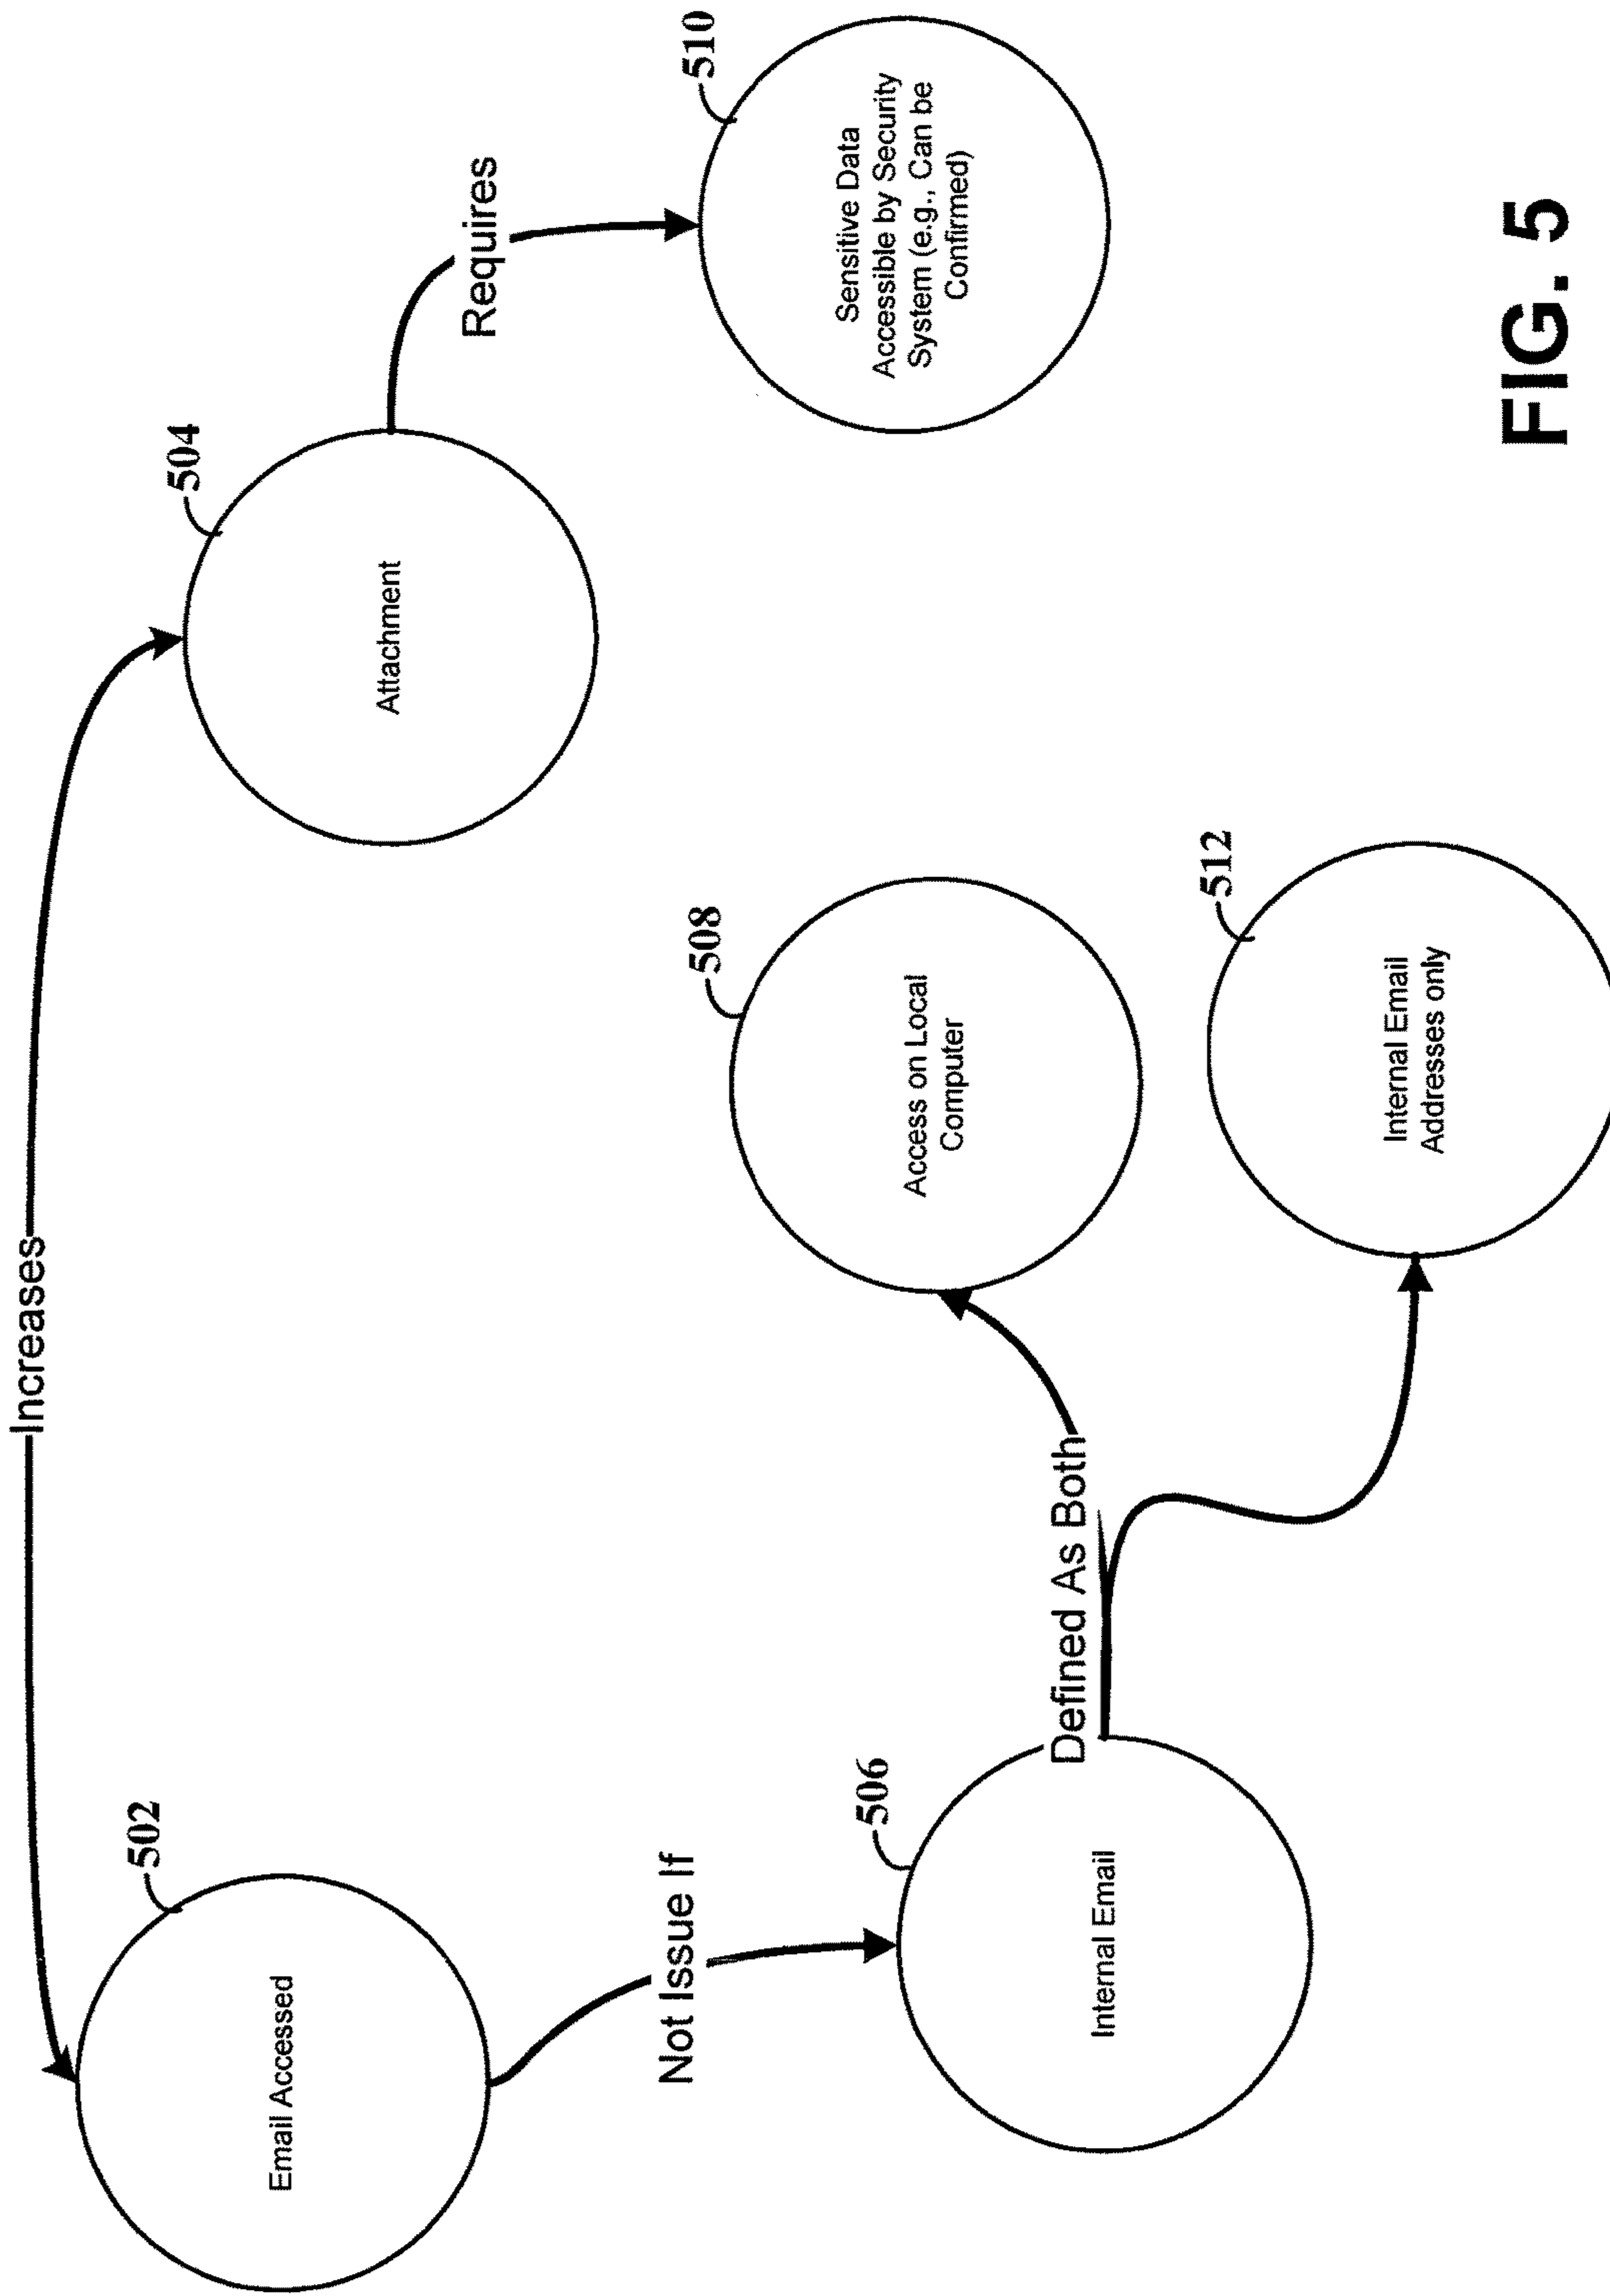 Increases
502
Email Accessed
504
Attachment
Not Issue If
Requires
506
Internal Email
Defined As Both
508
Access on Local
Computer
510
Sensitive Data
Accessible by Security
System (e.g., Can be
Confirmed)
512
Internal Email
Addresses only
FIG. 5